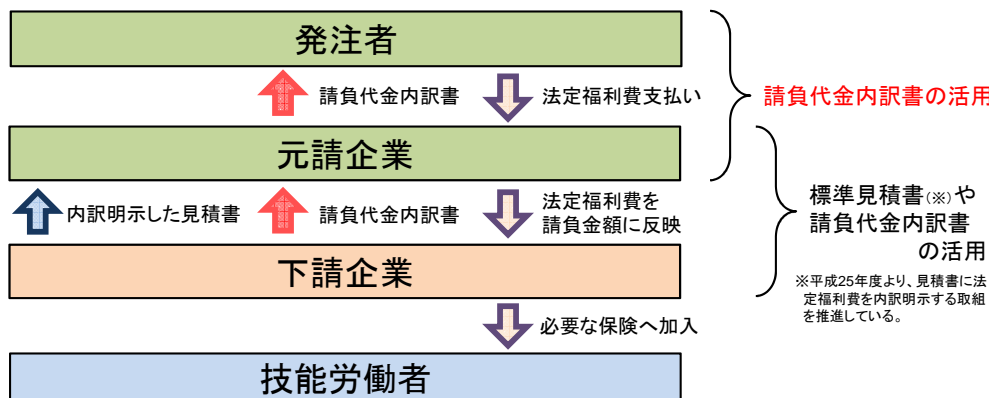 発注者
請負代金内訳書
法定福利費支払い
請負代金内訳書の活用
元請企業
内訳明示した見積書
請負代金内訳書
法定福利費を
請負金額に反映
標準見積書(※)や
請負代金内訳書
の活用
※平成25年度より、見積書に法
定福利費を内訳明示する取組
を推進している。
下請企業
必要な保険へ加入
技能労働者